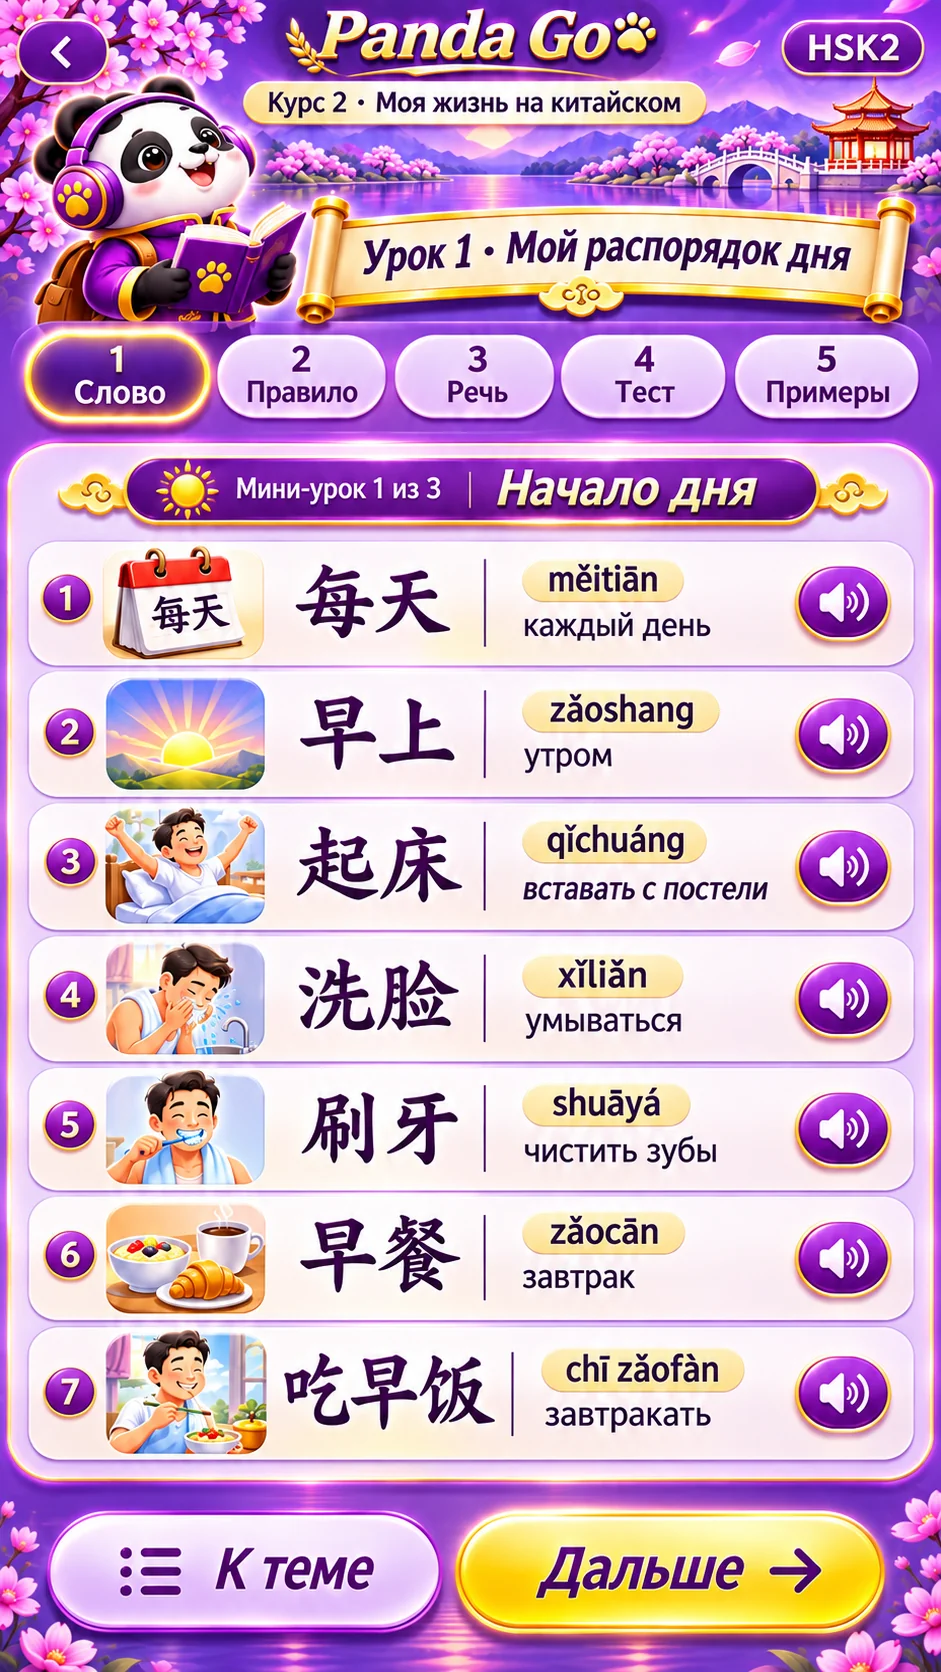 Panda Go
HSK2
Курс 2 · Моя жизнь на китайском
Урок 1 · Мой распорядок дня
1
Слово
2
Правило
3
Речь
4
Тест
5
Примеры
Мини-урок 1 из 3 | Начало дня
1
每天
每天
měitiān
каждый день
2
早上
zǎoshang
утром
3
起床
qǐchuáng
вставать с постели
4
洗脸
xǐliǎn
умываться
5
刷牙
shuāyá
чистить зубы
6
早餐
zǎocān
завтрак
7
吃早饭
chī zǎofàn
завтракать
К теме
Дальше →